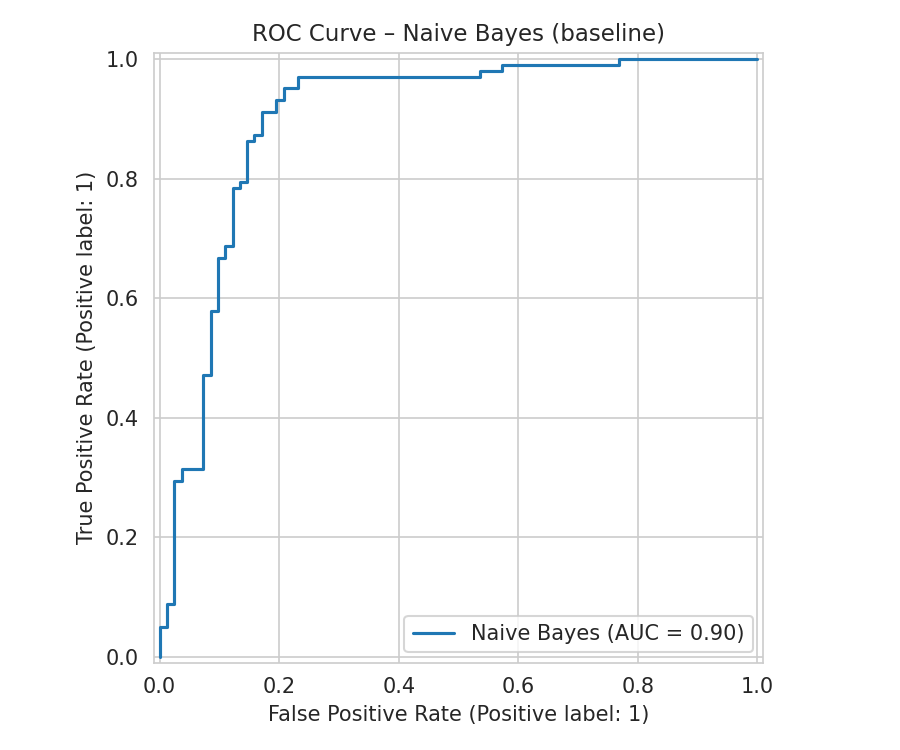 ROC Curve – Naive Bayes (baseline)
1.0
0.8
0.6
0.4
0.2
0.0
True Positive Rate (Positive label: 1)
Naive Bayes (AUC = 0.90)
0.0 0.2 0.4 0.6 0.8 1.0
False Positive Rate (Positive label: 1)